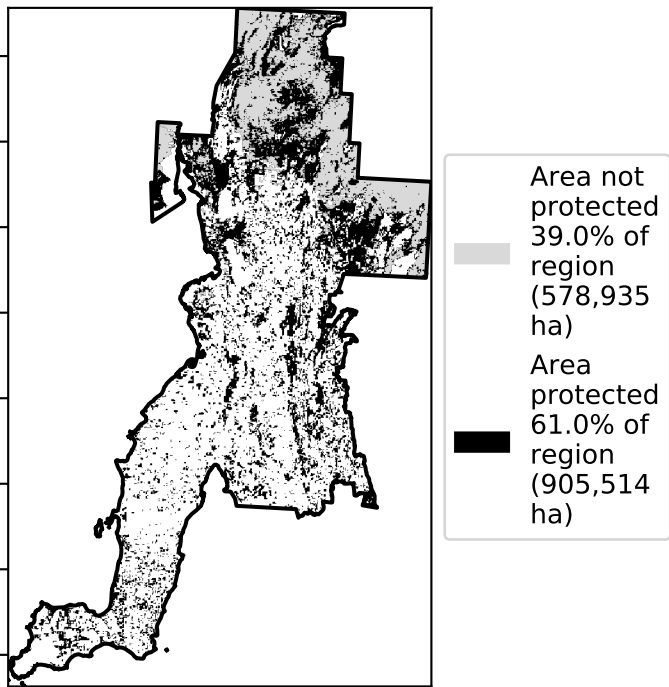 Area not
protected
39.0% of
region
(578,935
ha)
Area
protected
61.0% of
region
(905,514
ha)